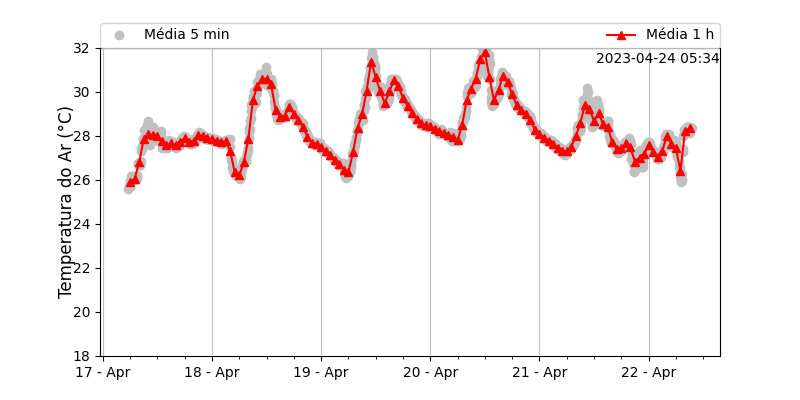 Média 5 min
Média 1 h
2023-04-24 05:34
Temperatura do Ar (°C)
32
30
28
26
24
22
20
18
17 - Apr
18 - Apr
19 - Apr
20 - Apr
21 - Apr
22 - Apr